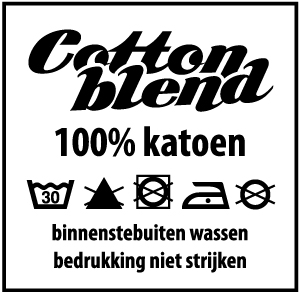 Cotton
blend
100% katoen
30
binnenstebuiten wassen
bedrukking niet strijken